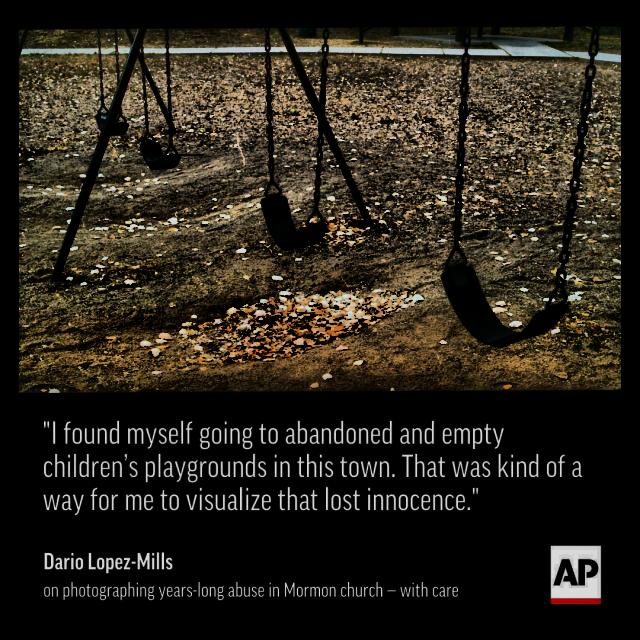 "I found myself going to abandoned and empty
children's playgrounds in this town. That was kind of a
way for me to visualize that lost innocence."
Dario Lopez-Mills
on photographing years-long abuse in Mormon church – with care
AP